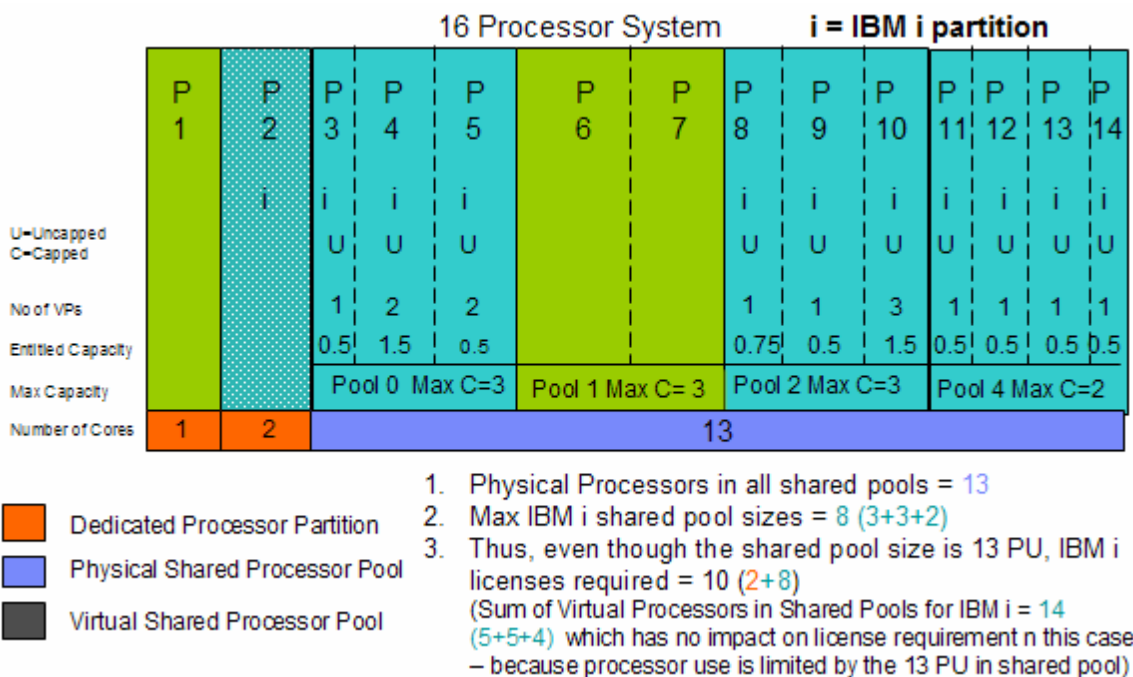 16 Processor System i = IBM i partition
P P P P P P P P P P P P P P
1 2 3 4 5 6 7 8 9 10 11 12 13 14
i i i i i i i i i i i
U=Uncapped
C=Capped
U U U U U U U U U U
No of VPs 1 2 2 1 1 3 1 1 1 1
Entitled Capacity 0.5 1.5 0.5 0.75 0.5 1.5 0.5 0.5 0.5 0.5
Max Capacity Pool 0 Max C=3 Pool 1 Max C= 3 Pool 2 Max C=3 Pool 4 Max C=2
Number of Cores 1 2 13
1. Physical Processors in all shared pools = 13
2. Max IBM i shared pool sizes = 8 (3+3+2)
3. Thus, even though the shared pool size is 13 PU, IBM i
licenses required = 10 (2+8)
(Sum of Virtual Processors in Shared Pools for IBM i = 14
(5+5+4) which has no impact on license requirement n this case
– because processor use is limited by the 13 PU in shared pool)
Dedicated Processor Partition
Physical Shared Processor Pool
Virtual Shared Processor Pool